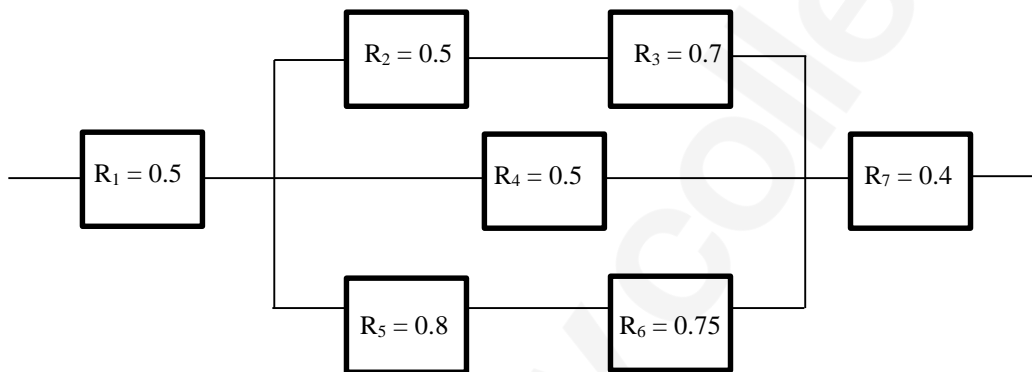 R₂ = 0.5
R₃ = 0.7
R₁ = 0.5
R₄ = 0.5
R₇ = 0.4
R₅ = 0.8
R₆ = 0.75